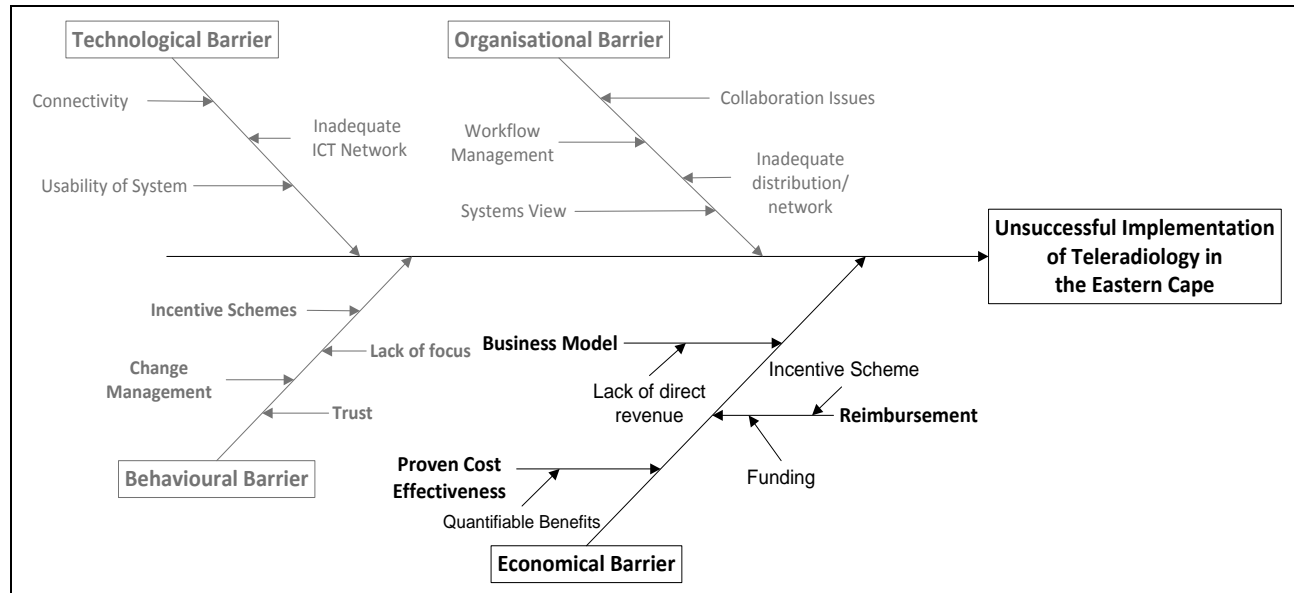 Technological Barrier
Organisational Barrier
Connectivity
Collaboration Issues
Inadequate
ICT Network
Workflow
Management
Inadequate
distribution/
network
Usability of System
Systems View
Unsuccessful Implementation
of Teleradiology in
the Eastern Cape
Incentive Schemes
Lack of focus
Business Model
Change
Management
Lack of direct
revenue
Incentive Scheme
Trust
Reimbursement
Proven Cost
Effectiveness
Funding
Quantifiable Benefits
Behavioural Barrier
Economical Barrier